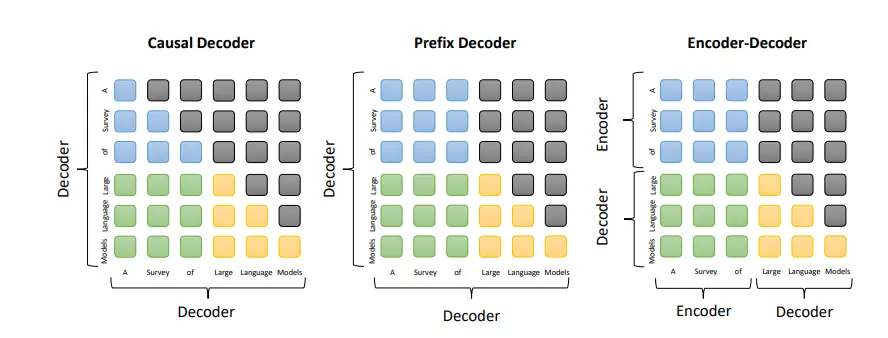 Causal Decoder
Prefix Decoder
Encoder-Decoder
Decoder
A
Survey
of
Large
Language
Models
A Survey of Large Language Models
Decoder
Decoder
A
Survey
of
Large
Language
Models
A Survey of Large Language Models
Decoder
Encoder
Decoder
A
Survey
of
Large
Language
Models
A Survey of Large Language Models
Encoder
Decoder